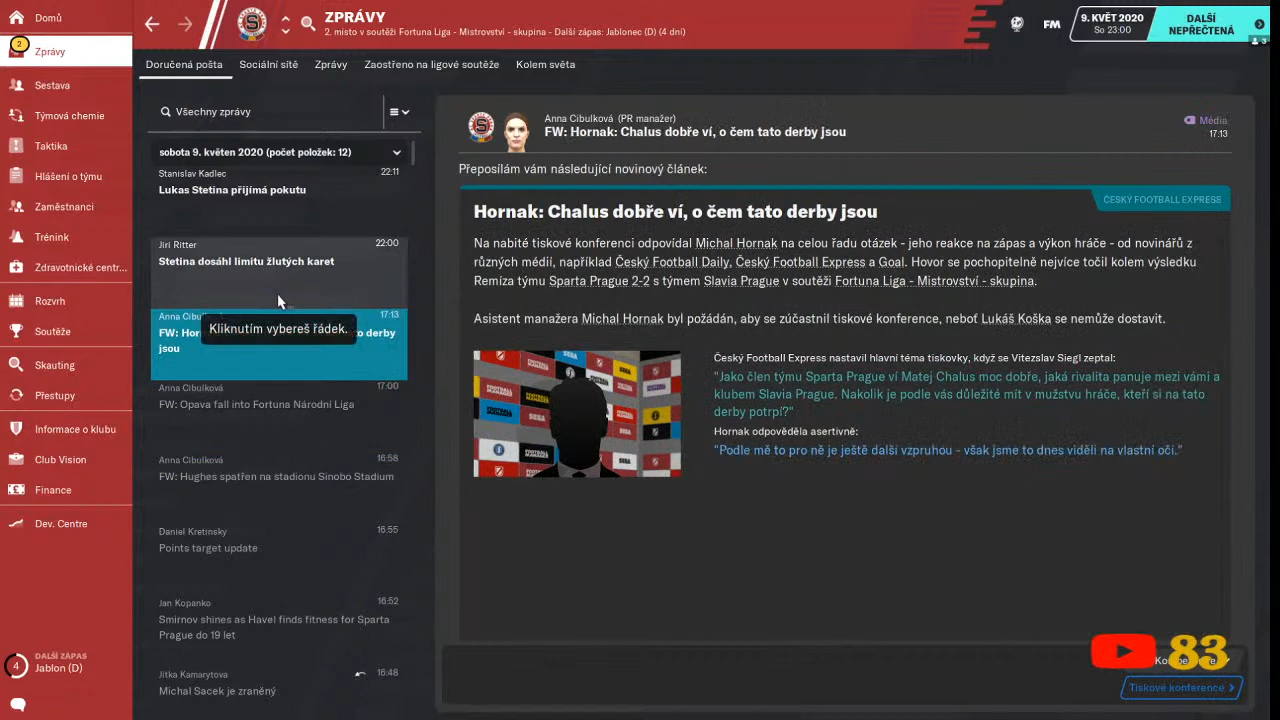 Domů
2
Zprávy
Sestava
Týmová chemie
Taktika
Hlášení o týmu
Zaměstnanci
Trénink
Zdravotnické centr...
Rozvrh
Soutěže
Skauting
Přestupy
Informace o klubu
Club Vision
Finance
Dev. Centre
DALŠÍ ZÁPAS
4
Jablon (D)
ZPRÁVY
2. místo v soutěži Fortuna Liga - Mistrovství - skupina - Další zápas: Jablonec (D) (4 dní)
FM
9. KVĚT 2020
So 23:00
DALŠÍ
NEPŘEČTENÁ
3
Doručená pošta
Sociální sítě
Zprávy
Zaostřeno na ligové soutěže
Kolem světa
Všechny zprávy
sobota 9. květen 2020 (počet položek: 12)
Stanislav Kadlec 22:11
Lukas Stetina přijímá pokutu
Jiri Ritter 22:00
Stetina dosáhl limitu žlutých karet
Kliknutím vybereš řádek.
17:13
jsou
Anna Cibulková 17:00
FW: Opava fall into Fortuna Národní Liga
Anna Cibulková 16:58
FW: Hughes spatřen na stadionu Sinobo Stadium
Daniel Kretinsky 16:55
Points target update
Jan Kopanko 16:52
Smirnov shines as Havel finds fitness for Sparta
Prague do 19 let
Jitka Kamarytova 16:48
Michal Sacek je zraněný
Anna Cibulková (PR manažer)
FW: Hornak: Chalus dobře ví, o čem tato derby jsou
Média
17:13
Přeposílám vám následující novinový článek:
ČESKÝ FOOTBALL EXPRESS
Hornak: Chalus dobře ví, o čem tato derby jsou
Na nabité tiskové konferenci odpovídal Michal Hornak na celou řadu otázek - jeho reakce na zápas a výkon hráče - od novinářů z
různých médií, například Český Football Daily, Český Football Express a Goal. Hovor se pochopitelně nejvíce točil kolem výsledku
Remíza týmu Sparta Prague 2-2 s týmem Slavia Prague v soutěži Fortuna Liga - Mistrovství - skupina.
Asistent manažera Michal Hornak byl požádán, aby se zúčastnil tiskové konference, neboť Lukáš Koška se nemůže dostavit.
Český Football Express nastavil hlavní téma tiskovky, když se Vitezslav Siegl zeptal:
"Jako člen týmu Sparta Prague ví Matej Chalus moc dobře, jaká rivalita panuje mezi vámi a
klubem Slavia Prague. Nakolik je podle vás důležité mít v mužstvu hráče, kteří si na tato
derby potrpí?"
Hornak odpověděla asertivně:
"Podle mě to pro ně je ještě další vzpruhou - však jsme to dnes viděli na vlastní oči."
83
Tiskové konference